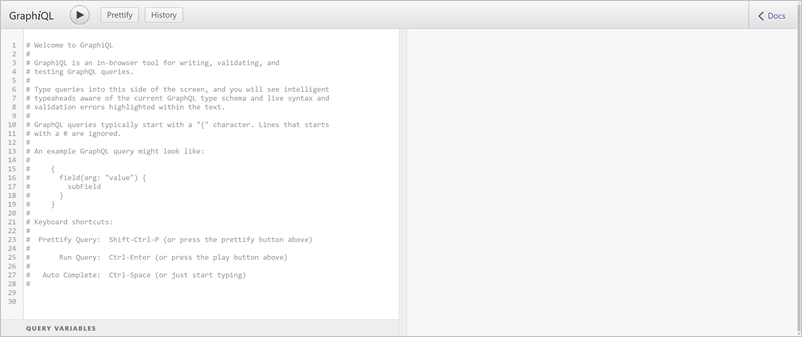 GraphiQL Prettify History Docs
1 # Welcome to GraphiQL
2 #
3 # GraphiQL is an in-browser tool for writing, validating, and
4 # testing GraphQL queries.
5 #
6 # Type queries into this side of the screen, and you will see intelligent
7 # typeaheads aware of the current GraphQL type schema and live syntax and
8 # validation errors highlighted within the text.
9 #
10 # GraphQL queries typically start with a "{" character. Lines that starts
11 # with a # are ignored.
12 #
13 # An example GraphQL query might look like:
14 #
15 #     {
16 #       field(arg: "value") {
17 #         subField
18 #       }
19 #     }
20 #
21 # Keyboard shortcuts:
22 #
23 #  Prettify Query:  Shift-Ctrl-P (or press the prettify button above)
24 #
25 #       Run Query:  Ctrl-Enter (or press the play button above)
26 #
27 #   Auto Complete:  Ctrl-Space (or just start typing)
28 #
29
30
QUERY VARIABLES